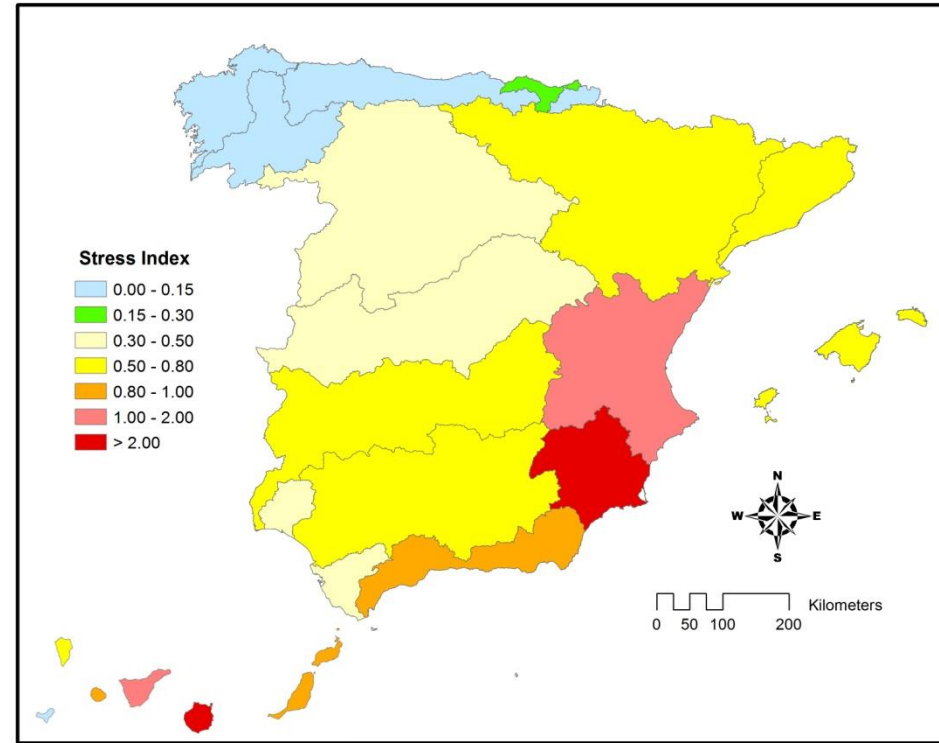 Stress Index
0.00 - 0.15
0.15 - 0.30
0.30 - 0.50
0.50 - 0.80
0.80 - 1.00
1.00 - 2.00
> 2.00
N
W E
S
Kilometers
0 50 100 200